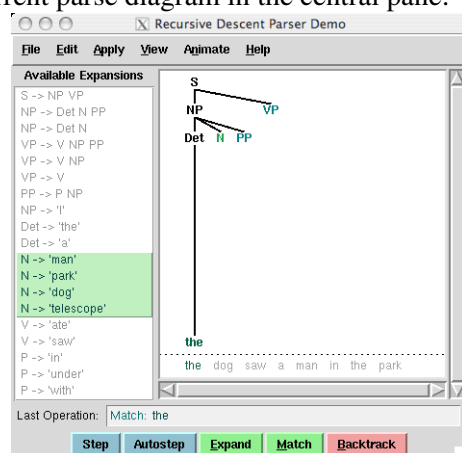 rent parse diagram in the central pane.
X Recursive Descent Parser Demo
File Edit Apply View Animate Help
Available Expansions
S -> NP VP
NP -> Det N PP
NP -> Det N
VP -> V NP PP
VP -> V NP
VP -> V
PP -> P NP
NP -> 'I'
Det -> 'the'
Det -> 'a'
N -> 'man'
N -> 'park'
N -> 'dog'
N -> 'telescope'
V -> 'ate'
V -> 'saw'
P -> 'in'
P -> 'under'
P -> 'with'
S
NP VP
Det N PP
the
the dog saw a man in the park
Last Operation: Match: the
Step Autostep Expand Match Backtrack